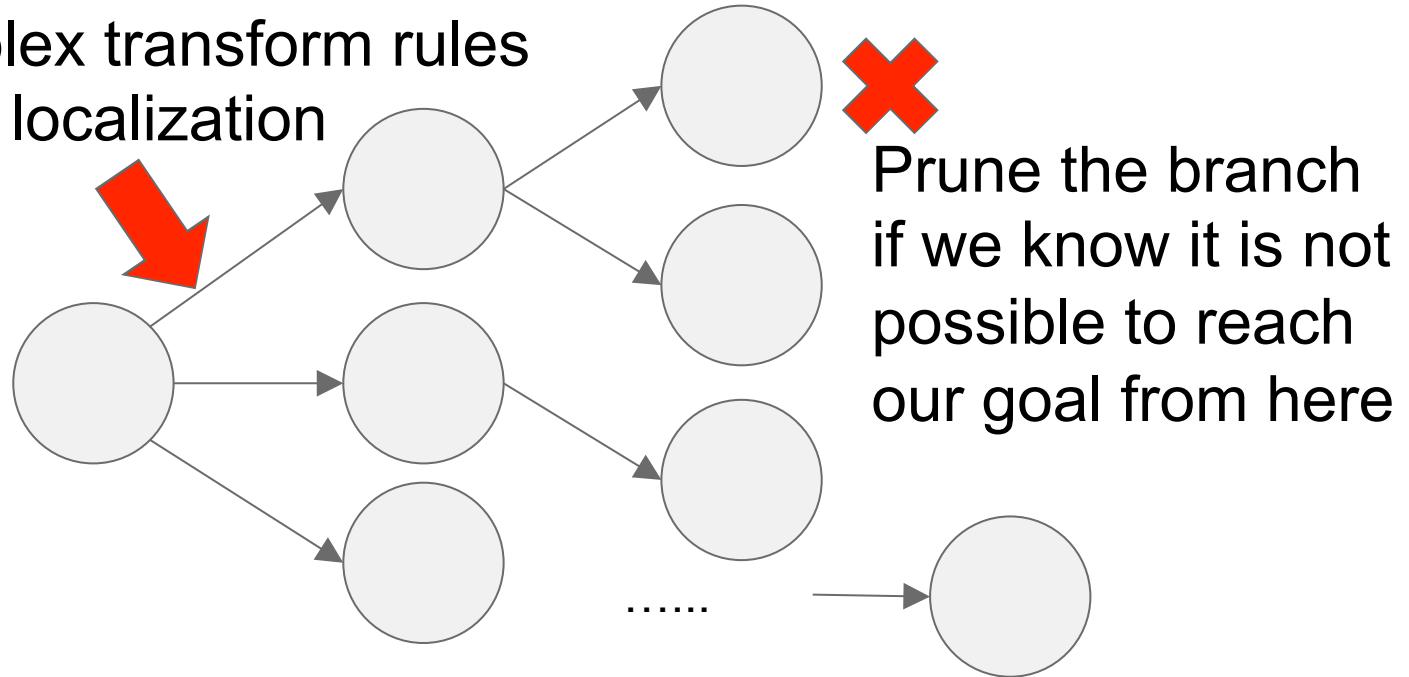 transform rules
localization
Prune the branch
if we know it is not
possible to reach
our goal from here
…...